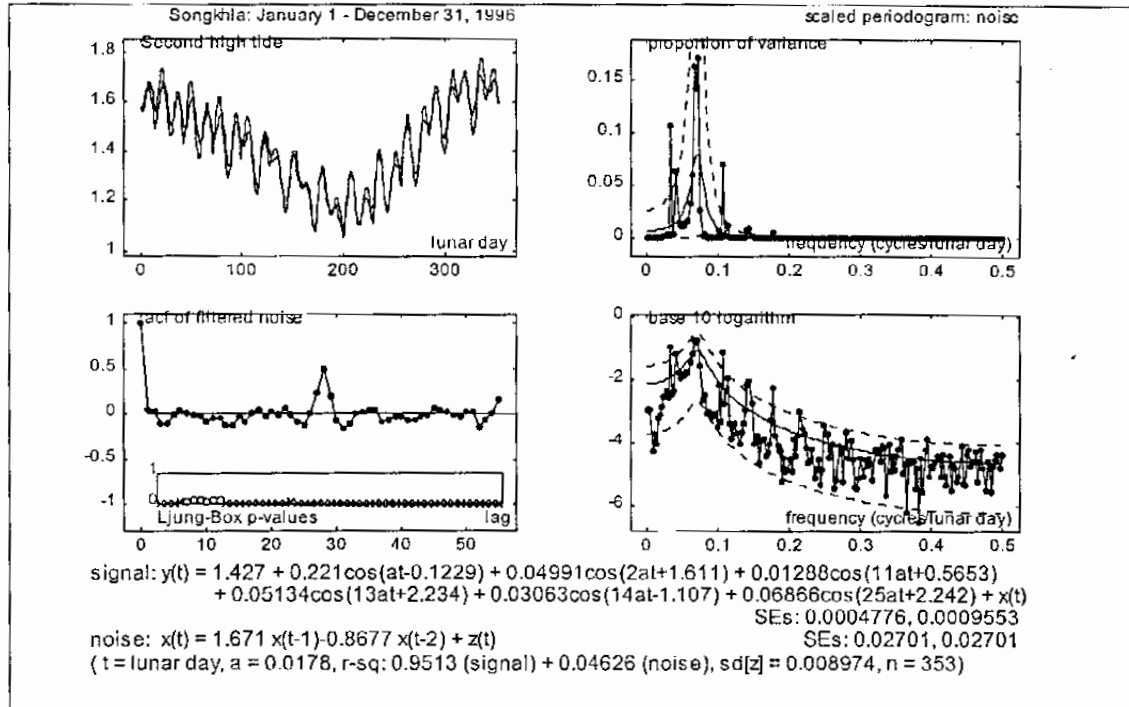 Songkhla: January 1 - December 31, 1996
scaled periodogram: noise
Second high tide
1.8
1.6
1.4
1.2
1
lunar day
0 100 200 300
proportion of variance
0.15
0.1
0.05
0
frequency (cycles/lunar day)
0 0.1 0.2 0.3 0.4 0.5
acf of filtered noise
1
0.5
0
-0.5
-1
1
0
Ljung-Box p-values
lag
0 10 20 30 40 50
base 10 logarithm
0
-2
-4
-6
frequency (cycles/lunar day)
0 0.1 0.2 0.3 0.4 0.5
signal: y(t) = 1.427 + 0.221cos(at-0.1229) + 0.04991cos(2at+1.611) + 0.01288cos(11at+0.5653)
+ 0.05134cos(13at+2.234) + 0.03063cos(14at-1.107) + 0.06866cos(25at+2.242) + x(t)
SEs: 0.0004776, 0.0009553
noise: x(t) = 1.671 x(t-1)-0.8677 x(t-2) + z(t)
SEs: 0.02701, 0.02701
( t = lunar day, a = 0.0178, r-sq: 0.9513 (signal) + 0.04626 (noise), sd[z] = 0.008974, n = 353)